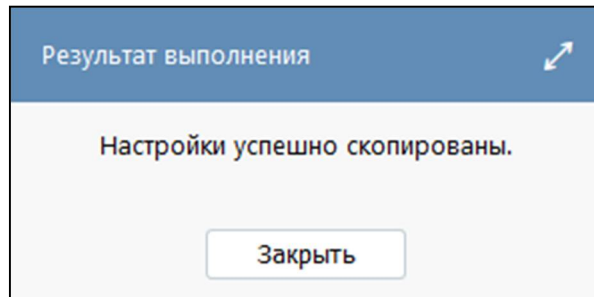 Результат выполнения
Настройки успешно скопированы.
Закрыть